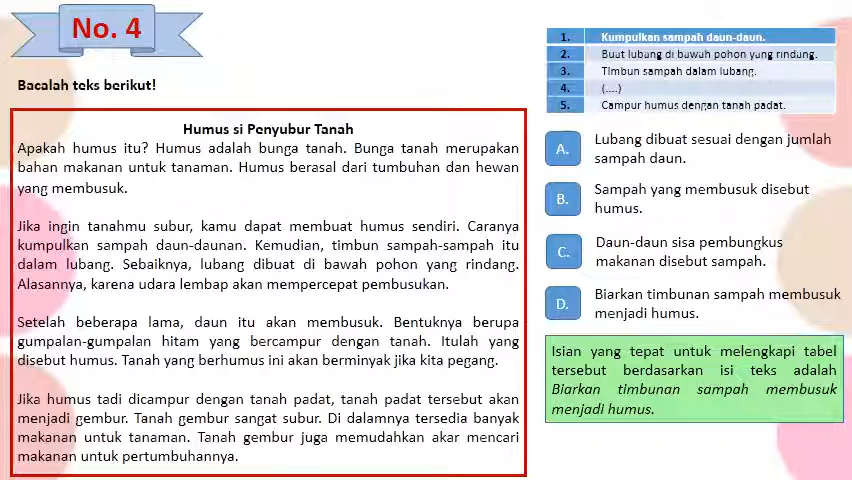 No. 4
Bacalah teks berikut!
Humus si Penyubur Tanah
Apakah humus itu? Humus adalah bunga tanah. Bunga tanah merupakan
bahan makanan untuk tanaman. Humus berasal dari tumbuhan dan hewan
yang membusuk.
Jika ingin tanahmu subur, kamu dapat membuat humus sendiri. Caranya
kumpulkan sampah daun-daunan. Kemudian, timbun sampah-sampah itu
dalam lubang. Sebaiknya, lubang dibuat di bawah pohon yang rindang.
Alasannya, karena udara lembap akan mempercepat pembusukan.
Setelah beberapa lama, daun itu akan membusuk. Bentuknya berupa
gumpalan-gumpalan hitam yang bercampur dengan tanah. Itulah yang
disebut humus. Tanah yang berhumus ini akan berminyak jika kita pegang.
Jika humus tadi dicampur dengan tanah padat, tanah padat tersebut akan
menjadi gembur. Tanah gembur sangat subur. Di dalamnya tersedia banyak
makanan untuk tanaman. Tanah gembur juga memudahkan akar mencari
makanan untuk pertumbuhannya.
1. Kumpulkan sampah daun-daun.
2. Buat lubang di bawah pohon yang rindang.
3. Timbun sampah dalam lubang.
4. (....)
5. Campur humus dengan tanah padat.
A. Lubang dibuat sesuai dengan jumlah
sampah daun.
B. Sampah yang membusuk disebut
humus.
C. Daun-daun sisa pembungkus
makanan disebut sampah.
D. Biarkan timbunan sampah membusuk
menjadi humus.
Isian yang tepat untuk melengkapi tabel
tersebut berdasarkan isi teks adalah
Biarkan timbunan sampah membusuk
menjadi humus.